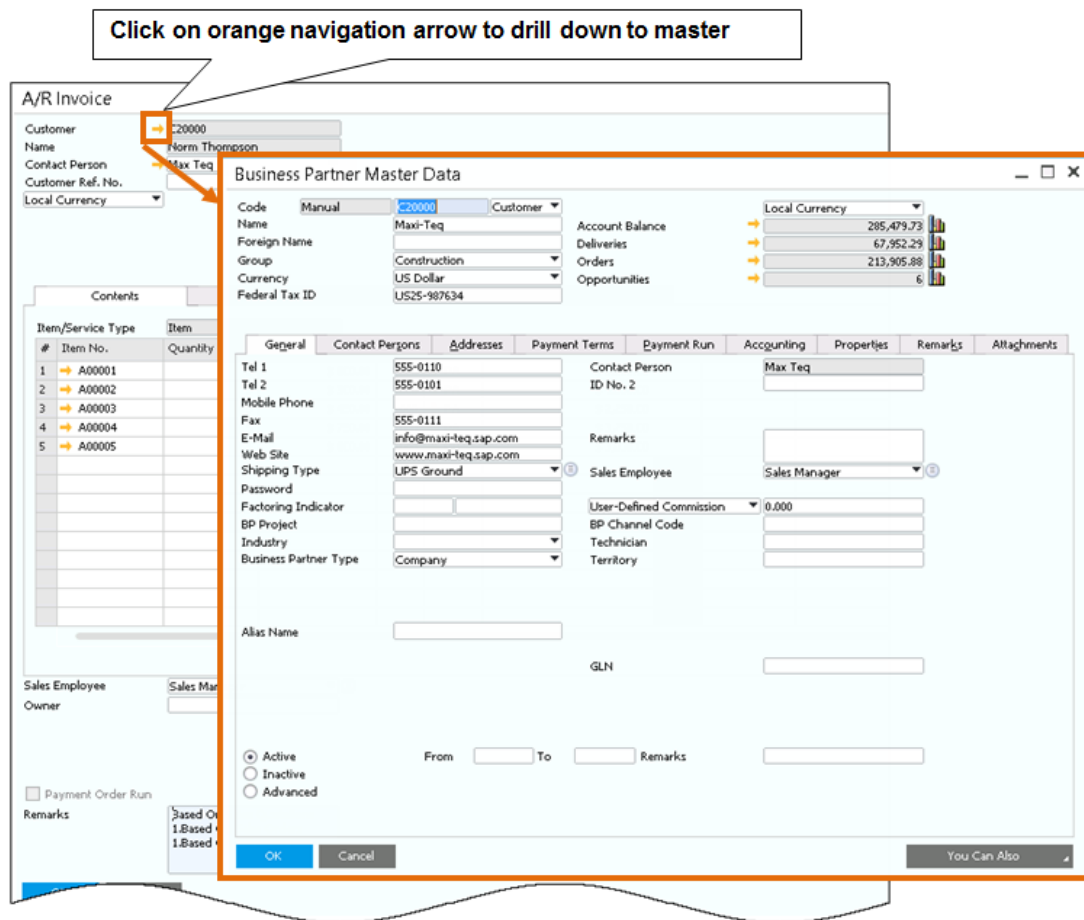 Click on orange navigation arrow to drill down to master
A/R Invoice
Customer C20000
Name Norm Thompson
Contact Person Max Teq
Customer Ref. No.
Local Currency
Contents
Item/Service Type Item
# Item No. Quantity
1 A00001
2 A00002
3 A00003
4 A00004
5 A00005
Sales Employee
Owner
Payment Order Run
Remarks
1.Based
1.Based
Business Partner Master Data
Code Manual C20000 Customer Local Currency
Name Maxi-Teq Account Balance 285,479.73
Foreign Name Deliveries 67,952.29
Group Construction Orders 213,905.88
Currency US Dollar Opportunities 6
Federal Tax ID US25-987634
General Contact Persons Addresses Payment Terms Payment Run Accounting Properties Remarks Attachments
Tel 1 555-0110 Contact Person Max Teq
Tel 2 555-0101 ID No. 2
Mobile Phone
Fax 555-0111
E-Mail info@maxi-teq.sap.com Remarks
Web Site www.maxi-teq.sap.com
Shipping Type UPS Ground Sales Employee Sales Manager
Password
Factoring Indicator User-Defined Commission 0.000
BP Project BP Channel Code
Industry Technician
Business Partner Type Company Territory
Alias Name
GLN
Active From To Remarks
Inactive
Advanced
OK Cancel You Can Also